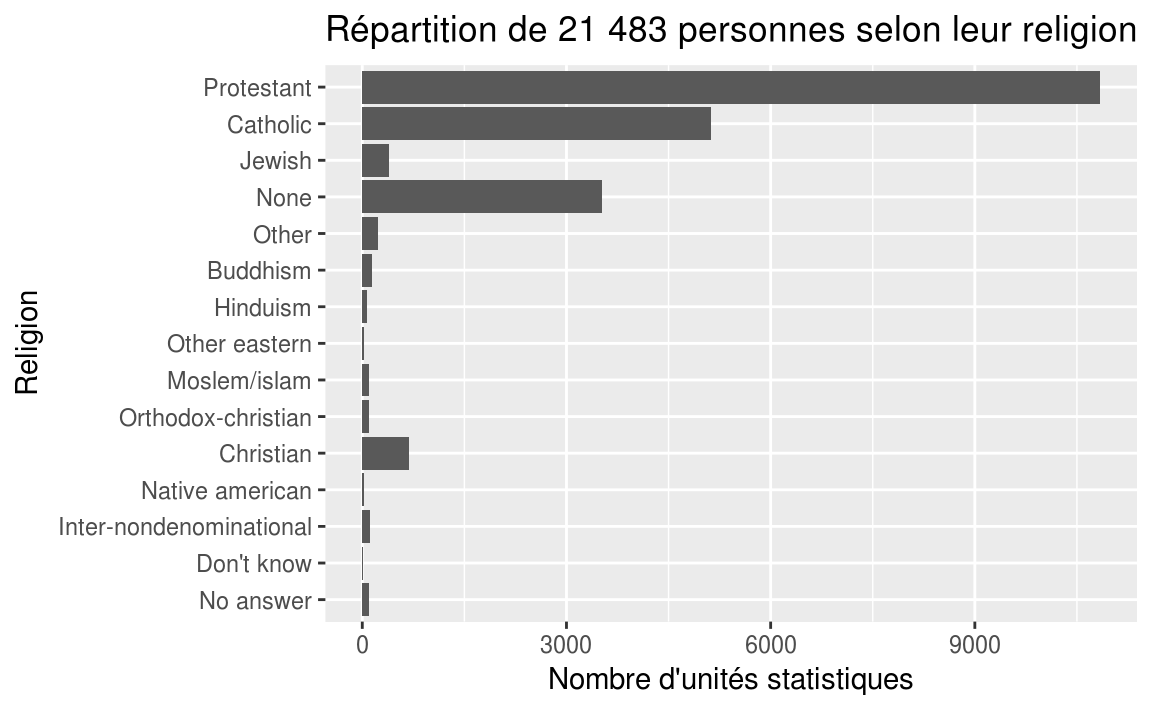 Répartition de 21 483 personnes selon leur religion
Religion
Protestant
Catholic
Jewish
None
Other
Buddhism
Hinduism
Other eastern
Moslem/islam
Orthodox-christian
Christian
Native american
Inter-nondenominational
Don't know
No answer
0 3000 6000 9000
Nombre d'unités statistiques